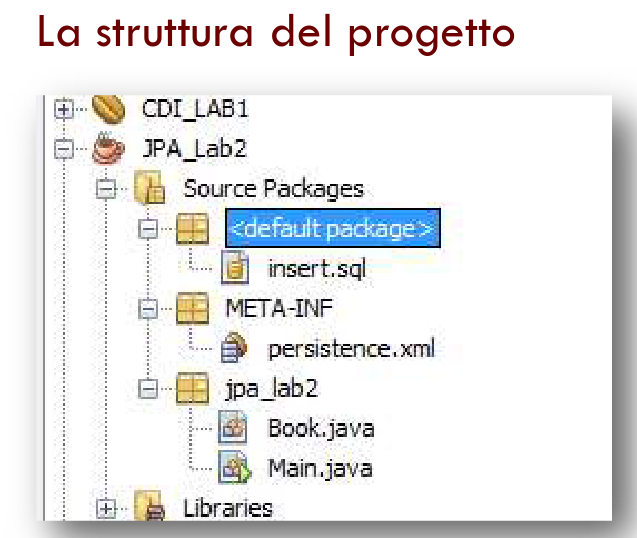 La struttura del progetto
CDI_LAB1
JPA_Lab2
Source Packages
<default package>
insert.sql
META-INF
persistence.xml
jpa_lab2
Book.java
Main.java
Libraries